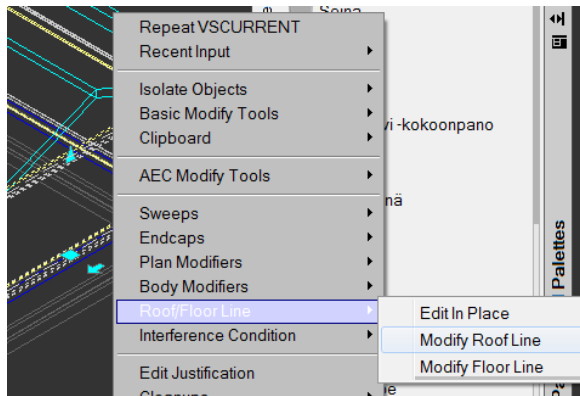 Seinä
Repeat VSCURRENT
Recent Input
Isolate Objects
Basic Modify Tools
Clipboard
vi -kokoonpano
AEC Modify Tools
nä
Sweeps
Endcaps
Plan Modifiers
Body Modifiers
Palettes
Roof/Floor Line
Edit In Place
Interference Condition
Modify Roof Line
Edit Justification
Modify Floor Line
Cleanups